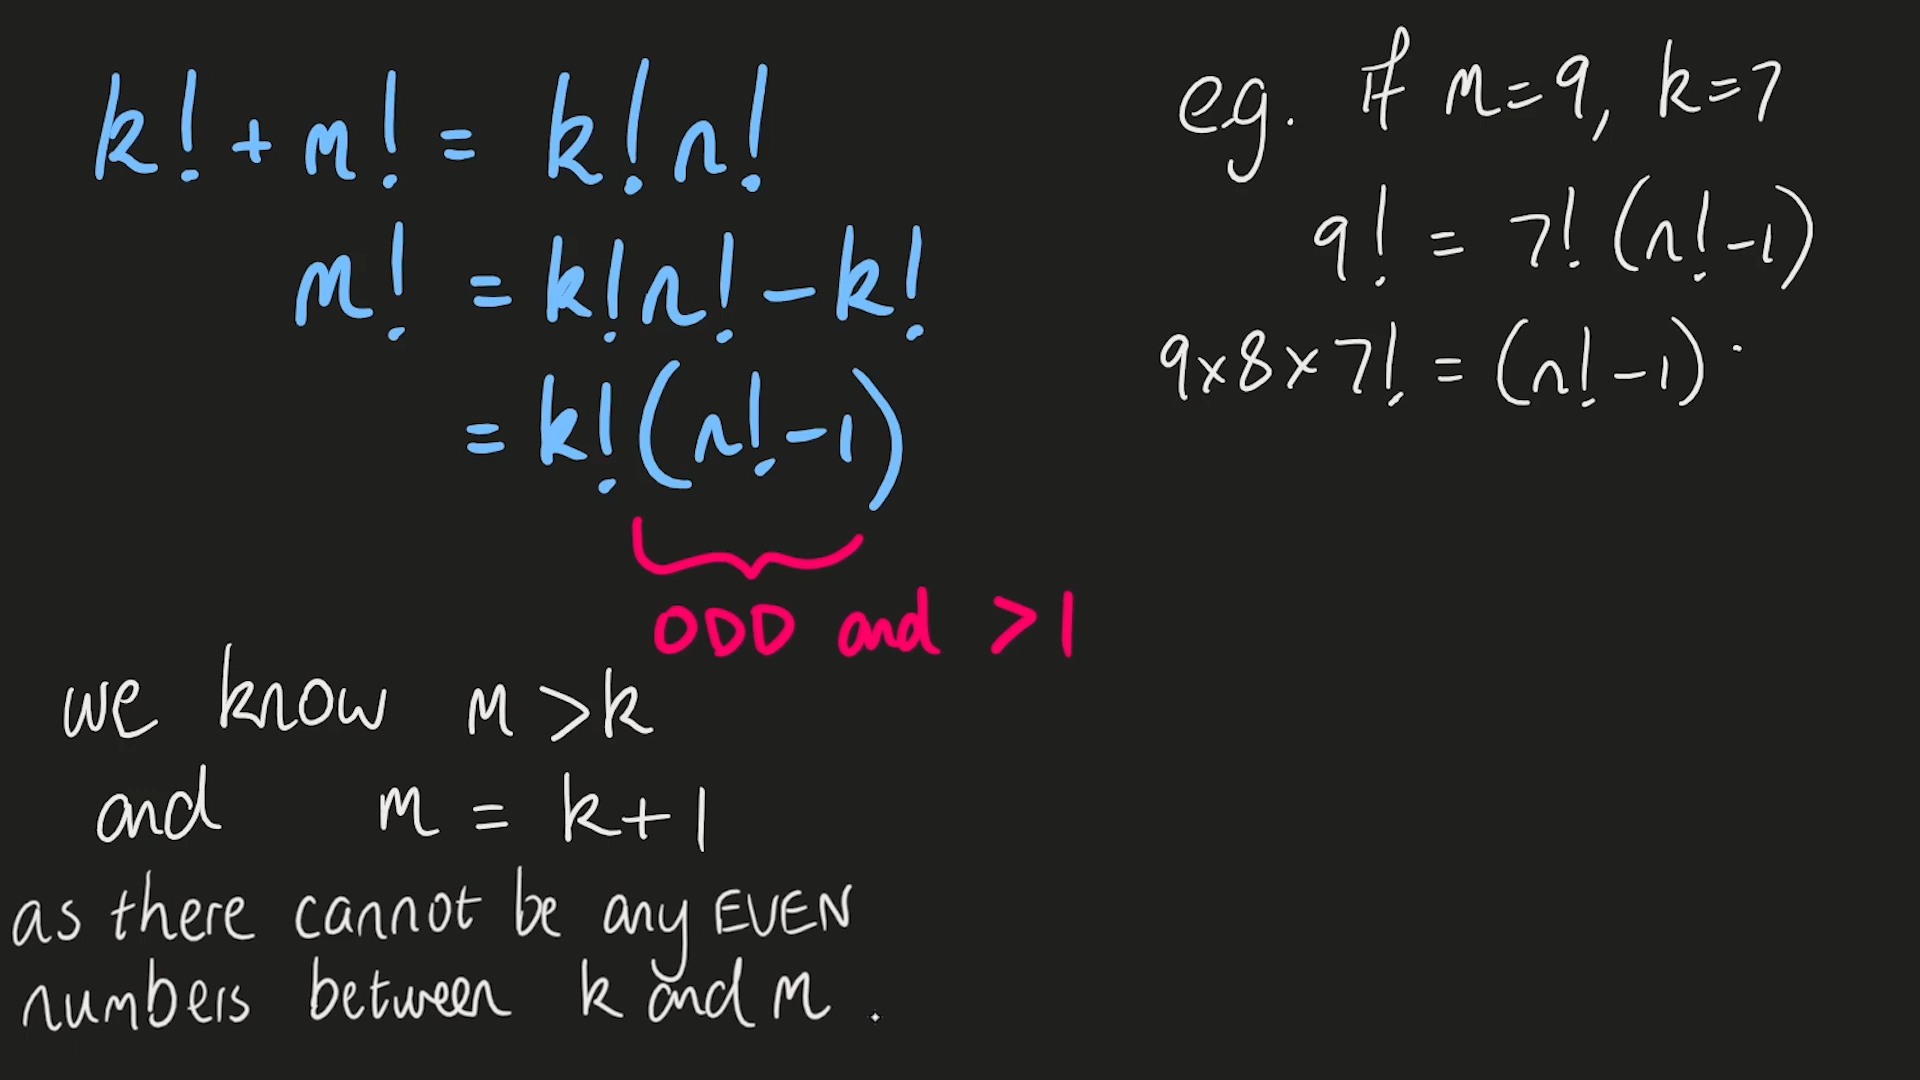 k! + m! = k! n!
m! = k! n! - k!
= k! (n! - 1)
ODD and > 1
we know m > k
and m = k + 1
as there cannot be any EVEN
numbers between k and m.
eg. if m = 9, k = 7
9! = 7! (n! - 1)
9 x 8 x 7! = (n! - 1)